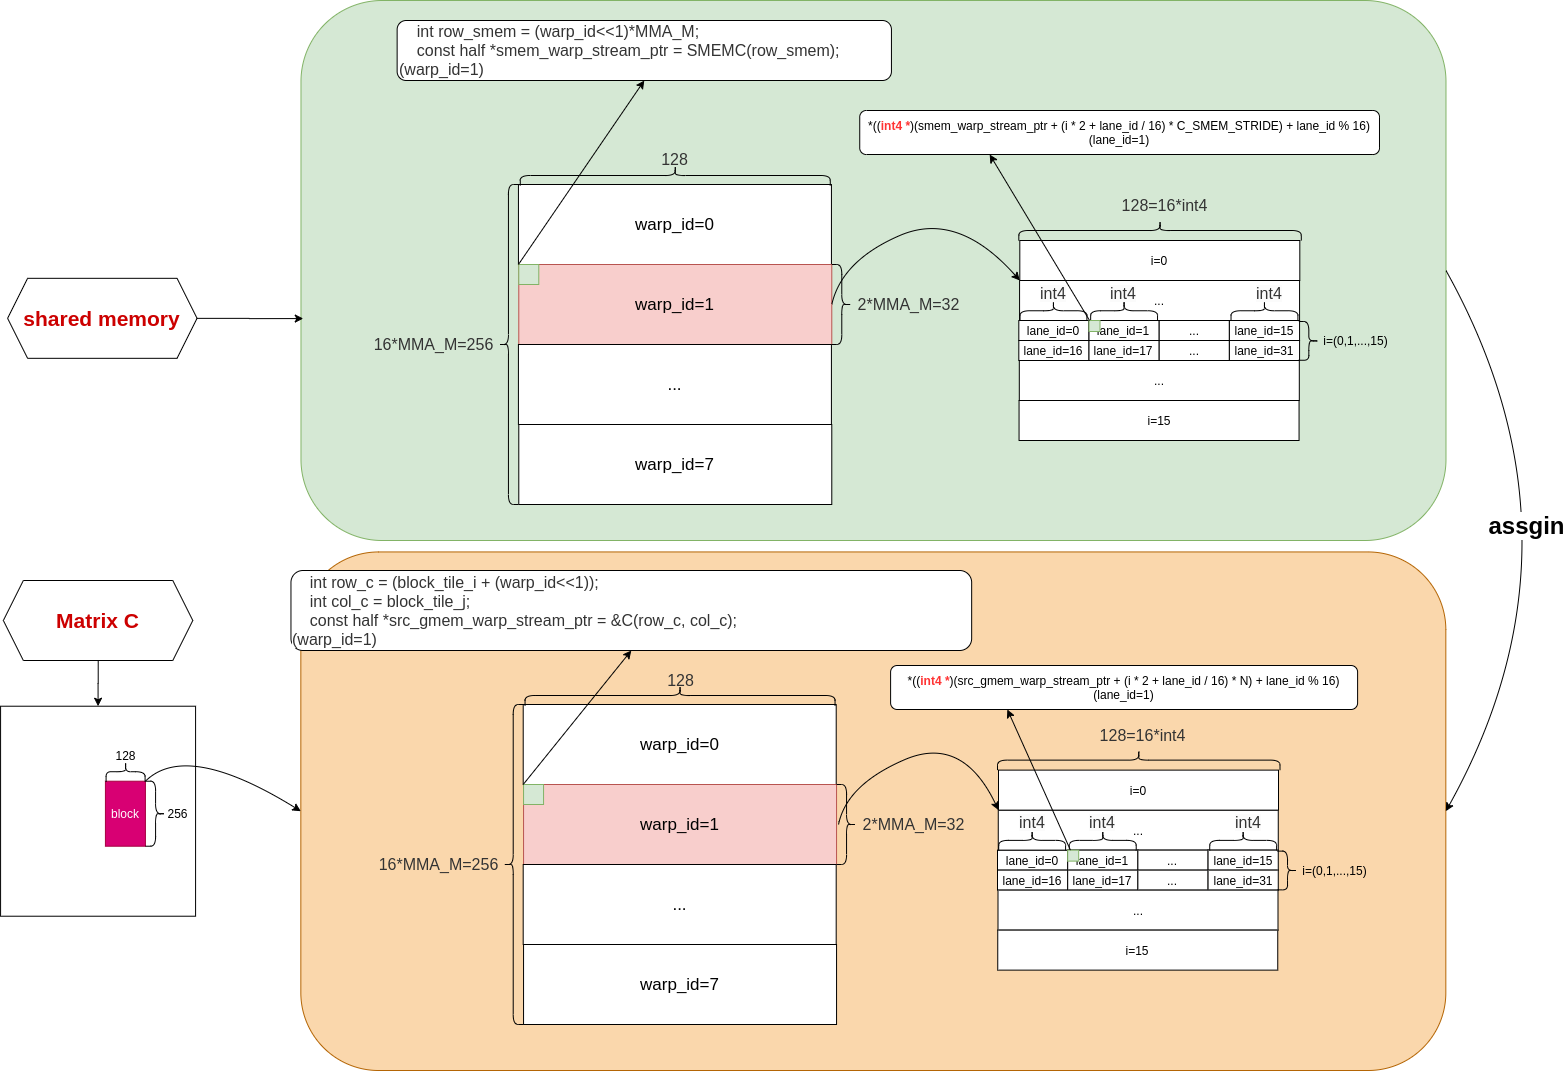 int row_smem = (warp_id<<1)*MMA_M;
const half *smem_warp_stream_ptr = SMEMC(row_smem);
(warp_id=1)
*((int4 *)(smem_warp_stream_ptr + (i * 2 + lane_id / 16) * C_SMEM_STRIDE) + lane_id % 16)
(lane_id=1)
128
128=16*int4
warp_id=0
i=0
shared memory
warp_id=1
2*MMA_M=32
16*MMA_M=256
int4
int4
...
int4
lane_id=0
lane_id=1
...
lane_id=15
lane_id=16
lane_id=17
...
lane_id=31
i=(0,1,...,15)
...
...
i=15
warp_id=7
assgin
int row_c = (block_tile_i + (warp_id<<1));
int col_c = block_tile_j;
const half *src_gmem_warp_stream_ptr = &C(row_c, col_c);
(warp_id=1)
Matrix C
*((int4 *)(src_gmem_warp_stream_ptr + (i * 2 + lane_id / 16) * N) + lane_id % 16)
(lane_id=1)
128
128=16*int4
128
block
256
warp_id=0
i=0
warp_id=1
2*MMA_M=32
16*MMA_M=256
int4
int4
...
int4
lane_id=0
lane_id=1
...
lane_id=15
lane_id=16
lane_id=17
...
lane_id=31
i=(0,1,...,15)
...
...
i=15
warp_id=7